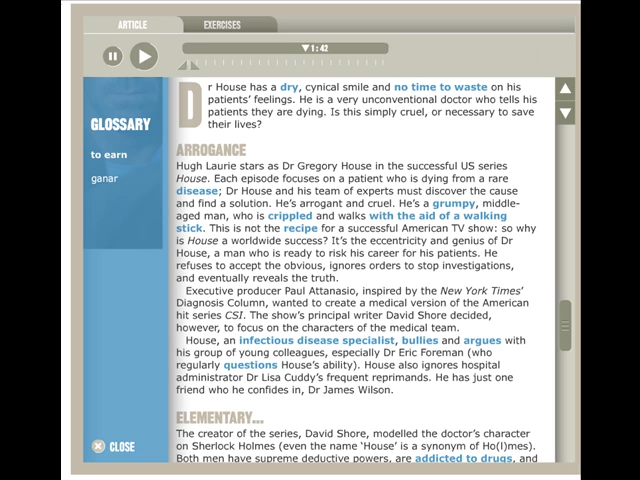 ARTICLE
EXERCISES
1:42
GLOSSARY
to earn
ganar
CLOSE
Dr House has a dry, cynical smile and no time to waste on his
patients' feelings. He is a very unconventional doctor who tells his
patients they are dying. Is this simply cruel, or necessary to save
their lives?
ARROGANCE
Hugh Laurie stars as Dr Gregory House in the successful US series
House. Each episode focuses on a patient who is dying from a rare
disease; Dr House and his team of experts must discover the cause
and find a solution. He's arrogant and cruel. He's a grumpy, middle-
aged man, who is crippled and walks with the aid of a walking
stick. This is not the recipe for a successful American TV show: so why
is House a worldwide success? It's the eccentricity and genius of Dr
House, a man who is ready to risk his career for his patients. He
refuses to accept the obvious, ignores orders to stop investigations,
and eventually reveals the truth.
Executive producer Paul Attanasio, inspired by the New York Times'
Diagnosis Column, wanted to create a medical version of the American
hit series CSI. The show's principal writer David Shore decided,
however, to focus on the characters of the medical team.
House, an infectious disease specialist, bullies and argues with
his group of young colleagues, especially Dr Eric Foreman (who
regularly questions House's ability). House also ignores hospital
administrator Dr Lisa Cuddy's frequent reprimands. He has just one
friend who he confides in, Dr James Wilson.
ELEMENTARY...
The creator of the series, David Shore, modelled the doctor's character
on Sherlock Holmes (even the name 'House' is a synonym of Ho(l)mes).
Both men have supreme deductive powers, are addicted to drugs, and